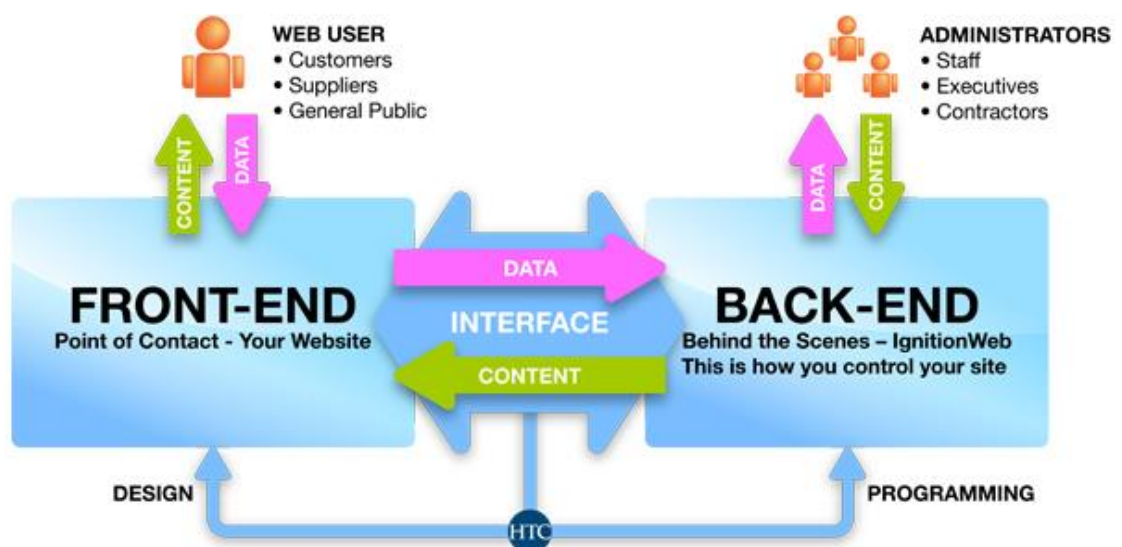 WEB USER
• Customers
• Suppliers
• General Public
ADMINISTRATORS
• Staff
• Executives
• Contractors
CONTENT
DATA
DATA
CONTENT
FRONT-END
Point of Contact - Your Website
DATA
INTERFACE
CONTENT
BACK-END
Behind the Scenes – IgnitionWeb
This is how you control your site
DESIGN
HTC
PROGRAMMING